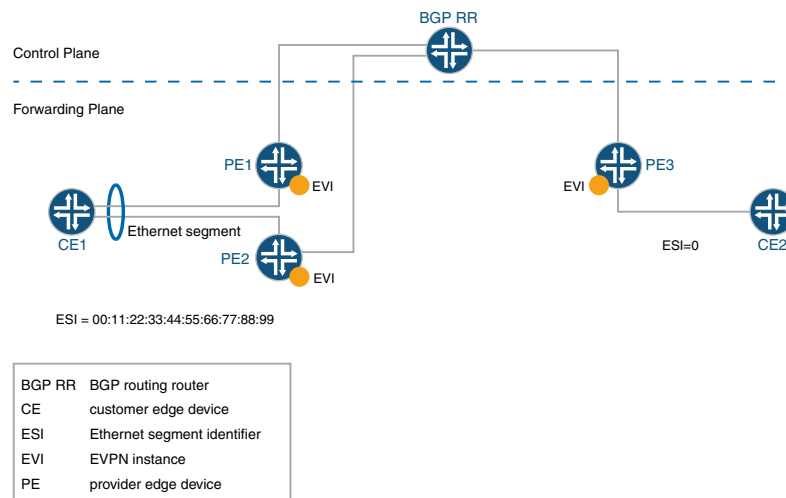 BGP RR
Control Plane
Forwarding Plane
PE1
EVI
PE3
EVI
CE1
Ethernet segment
PE2
EVI
ESI=0
CE2
ESI = 00:11:22:33:44:55:66:77:88:99
BGP RR BGP routing router
CE customer edge device
ESI Ethernet segment identifier
EVI EVPN instance
PE provider edge device